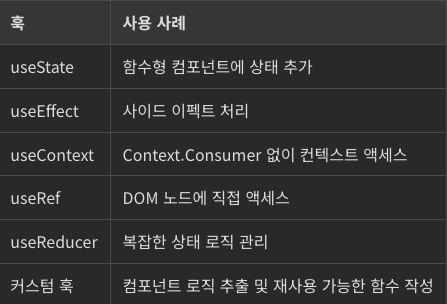 훅 사용 사례
useState 함수형 컴포넌트에 상태 추가
useEffect 사이드 이펙트 처리
useContext Context.Consumer 없이 컨텍스트 액세스
useRef DOM 노드에 직접 액세스
useReducer 복잡한 상태 로직 관리
커스텀 훅 컴포넌트 로직 추출 및 재사용 가능한 함수 작성